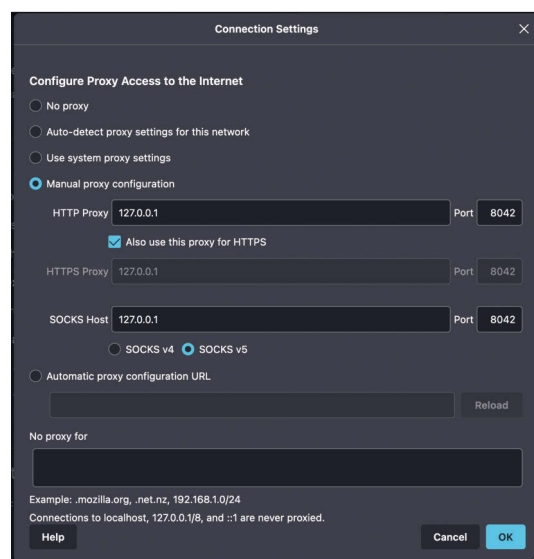 Connection Settings
Configure Proxy Access to the Internet
No proxy
Auto-detect proxy settings for this network
Use system proxy settings
Manual proxy configuration
HTTP Proxy 127.0.0.1 Port 8042
Also use this proxy for HTTPS
HTTPS Proxy 127.0.0.1 Port 8042
SOCKS Host 127.0.0.1 Port 8042
SOCKS v4 SOCKS v5
Automatic proxy configuration URL
Reload
No proxy for
Example: .mozilla.org, .net.nz, 192.168.1.0/24
Connections to localhost, 127.0.0.1/8, and ::1 are never proxied.
Help Cancel OK